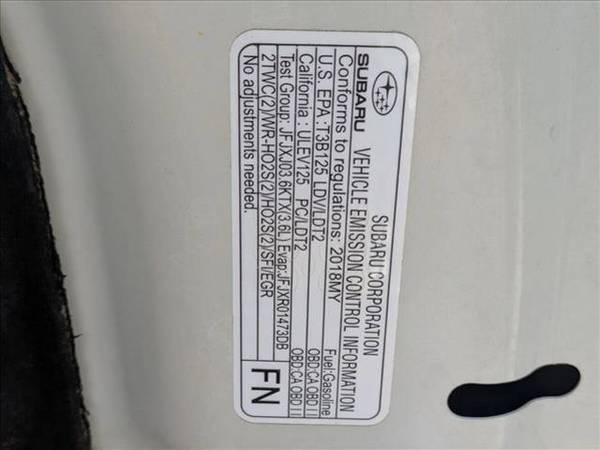 SUBARU CORPORATION
SUBARU VEHICLE EMISSION CONTROL INFORMATION
Conforms to regulations: 2018MY Fuel:Gasoline
U.S. EPA :T3B125 LDV/LDT2 OBD:CA OBD II
California : ULEV125 PC/LDT2 OBD:CA OBD II
Test Group: JFJXJ03.6KTX(3.6L) Evap:JFJXR01473DB
2TWC(2)/WR-HO2S(2)/HO2S(2)/SFI/EGR
No adjustments needed. FN